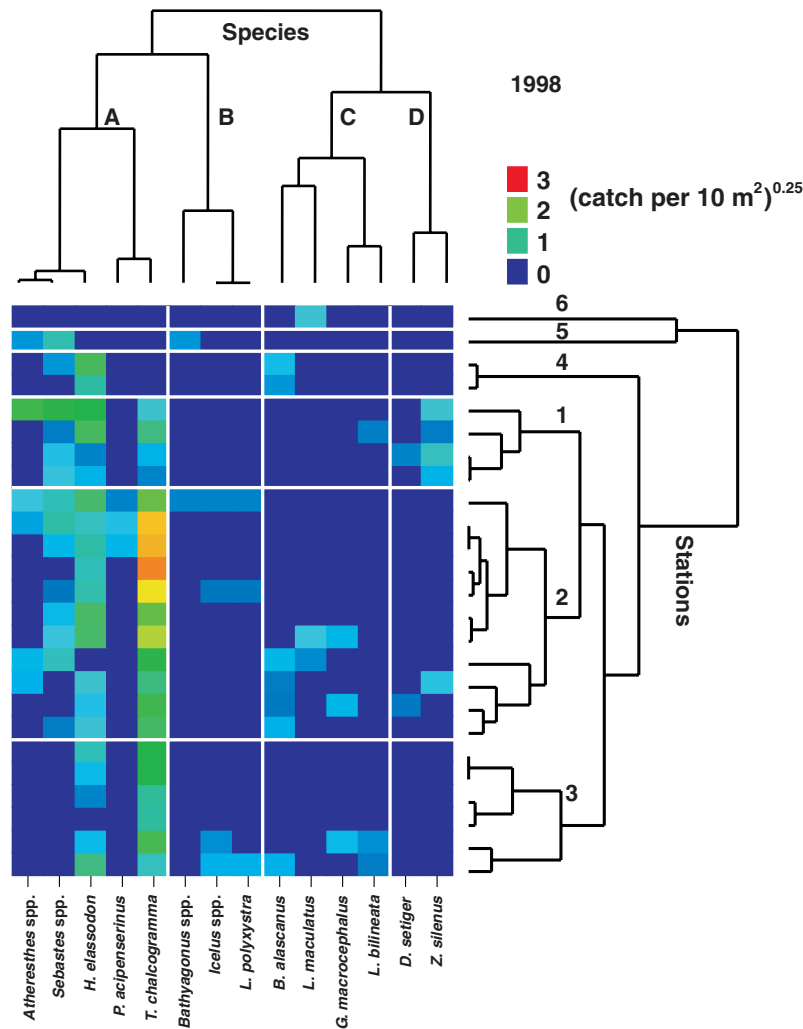 Species
1998
A
B
C
D
3
2
1
0
(catch per 10 m²)^0.25
6
5
4
1
2
3
Stations
Atheresthes spp.
Sebastes spp.
H. elassodon
P. acipenserinus
T. chalcogramma
Bathyagonus spp.
Icelus spp.
L. polyxystra
B. alascanus
L. maculatus
G. macrocephalus
L. bilineata
D. setiger
Z. silenus